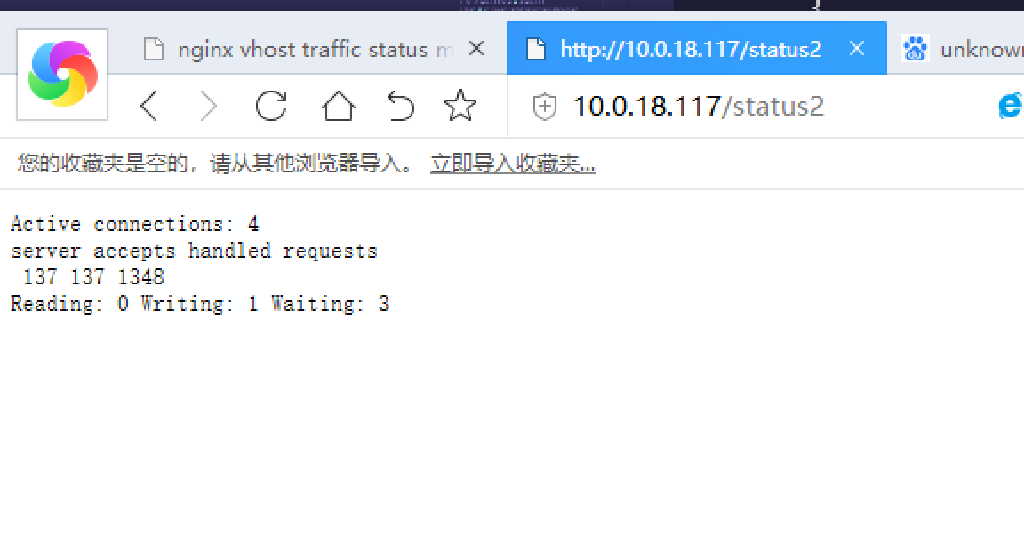 nginx vhost traffic status m
http://10.0.18.117/status2
unknown
10.0.18.117/status2
您的收藏夹是空的，请从其他浏览器导入。 立即导入收藏夹...
Active connections: 4
server accepts handled requests
137 137 1348
Reading: 0 Writing: 1 Waiting: 3